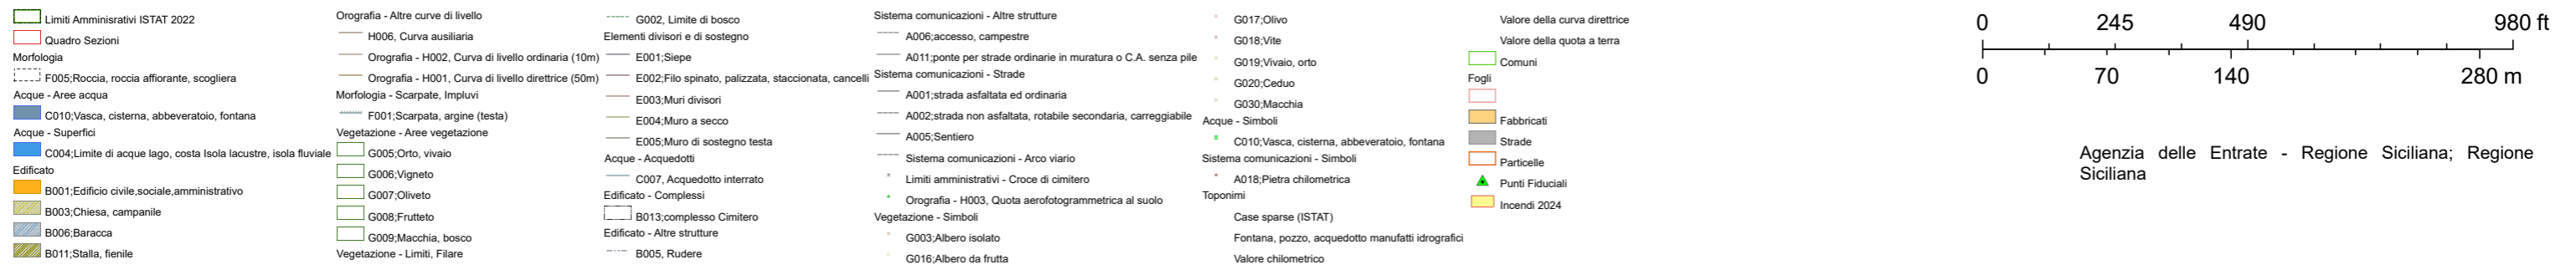 Limiti Amminisrativi ISTAT 2022
Quadro Sezioni
Morfologia
F005;Roccia, roccia affiorante, scogliera
Acque - Aree acqua
C010;Vasca, cisterna, abbeveratoio, fontana
Acque - Superfici
C004;Limite di acque lago, costa Isola lacustre, isola fluviale
Edificato
B001;Edificio civile,sociale,amministrativo
B003;Chiesa, campanile
B006;Baracca
B011;Stalla, fienile
Orografia - Altre curve di livello
H006, Curva ausiliaria
Orografia - H002, Curva di livello ordinaria (10m)
Orografia - H001, Curva di livello direttrice (50m)
Morfologia - Scarpate, Impluvi
F001;Scarpata, argine (testa)
Vegetazione - Aree vegetazione
G005;Orto, vivaio
G006;Vigneto
G007;Oliveto
G008;Frutteto
G009;Macchia, bosco
Vegetazione - Limiti, Filare
G002, Limite di bosco
Elementi divisori e di sostegno
E001;Siepe
E002;Filo spinato, palizzata, staccionata, cancelli
E003;Muri divisori
E004;Muro a secco
E005;Muro di sostegno testa
Acque - Acquedotti
C007, Acquedotto interrato
Edificato - Complessi
B013;complesso Cimitero
Edificato - Altre strutture
B005, Rudere
Sistema comunicazioni - Altre strutture
A006;accesso, campestre
A011;ponte per strade ordinarie in muratura o C.A. senza pile
Sistema comunicazioni - Strade
A001;strada asfaltata ed ordinaria
A002;strada non asfaltata, rotabile secondaria, carreggiabile
A005;Sentiero
Sistema comunicazioni - Arco viario
Limiti amministrativi - Croce di cimitero
Orografia - H003, Quota aerofotogrammetrica al suolo
Vegetazione - Simboli
G003;Albero isolato
G016;Albero da frutta
G017;Olivo
G018;Vite
G019;Vivaio, orto
G020;Ceduo
G030;Macchia
Acque - Simboli
C010;Vasca, cisterna, abbeveratoio, fontana
Sistema comunicazioni - Simboli
A018;Pietra chilometrica
Toponimi
Case sparse (ISTAT)
Fontana, pozzo, acquedotto manufatti idrografici
Valore chilometrico
Valore della curva direttrice
Valore della quota a terra
Comuni
Fogli
Fabbricati
Strade
Particelle
Punti Fiduciali
Incendi 2024
0 245 490 980 ft
0 70 140 280 m
Agenzia delle Entrate - Regione Siciliana; Regione
Siciliana